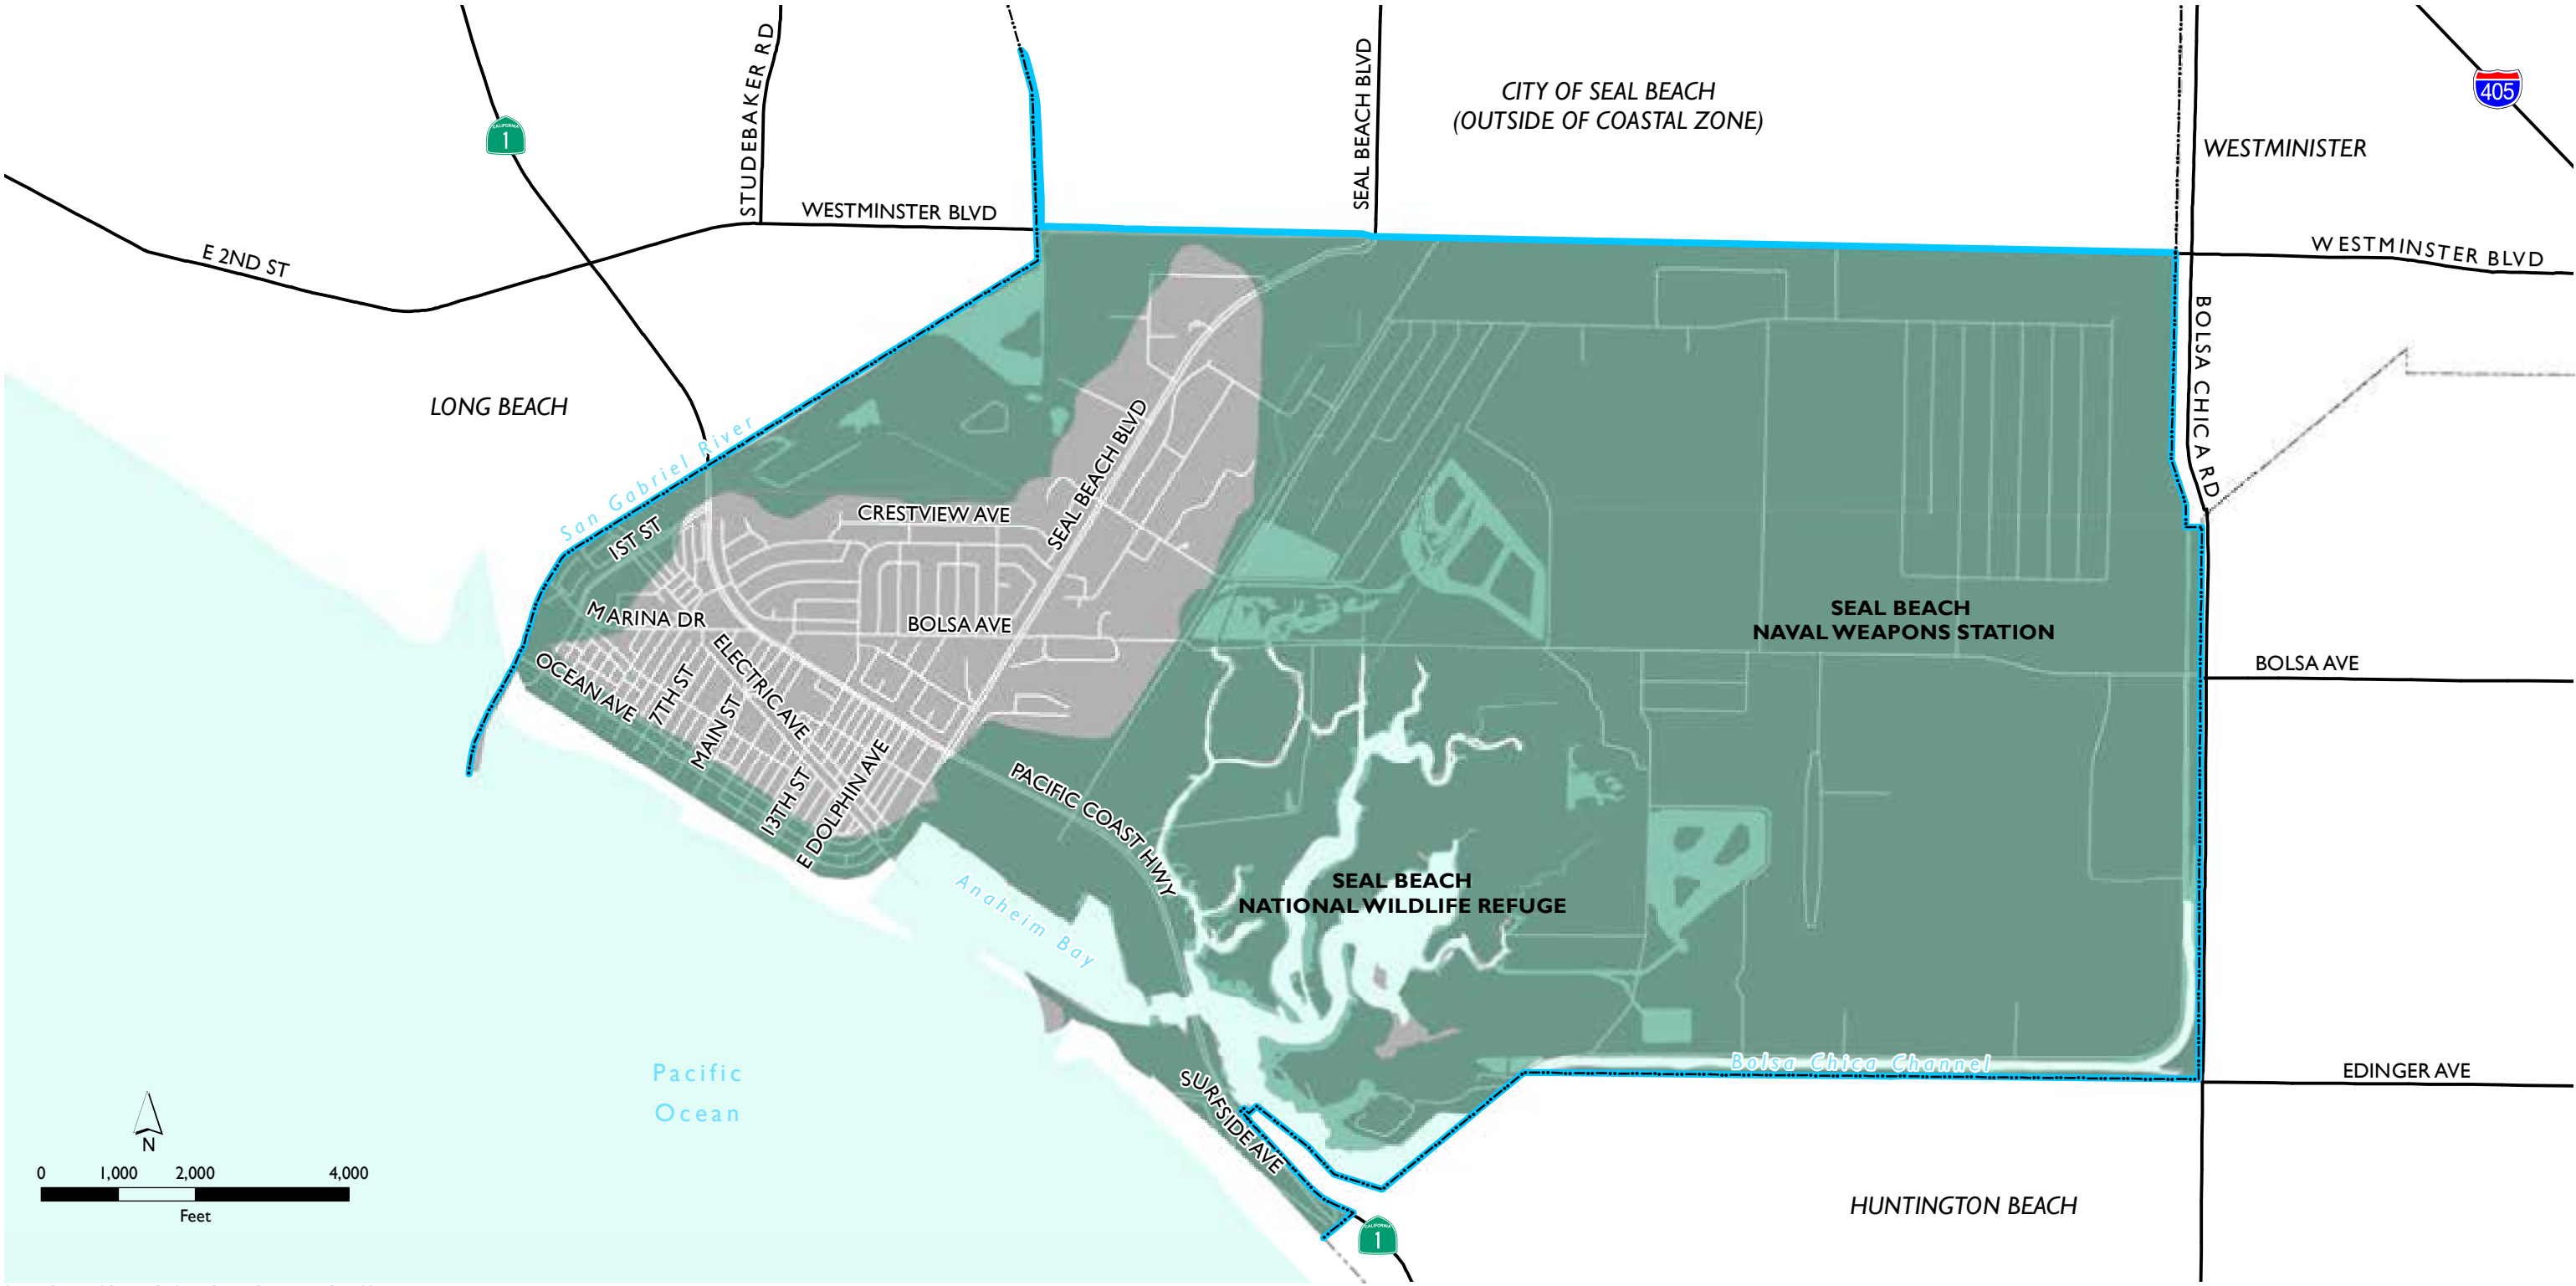 STUDEBAKER RD
SEAL BEACH BLVD
CITY OF SEAL BEACH
(OUTSIDE OF COASTAL ZONE)
405
CALIFORNIA
1
WESTMINISTER
WESTMINSTER BLVD
E 2ND ST
WESTMINSTER BLVD
BOLSA CHIC A RD
LONG BEACH
San Gabriel River
SEAL BEACH BLVD
CRESTVIEW AVE
1ST ST
MARINA DR
BOLSA AVE
SEAL BEACH
NAVAL WEAPONS STATION
BOLSA AVE
OCEAN AVE
7TH ST
MAIN ST
ELECTRIC AVE
13TH ST
E DOLPHIN AVE
PACIFIC COAST HWY
SEAL BEACH
NATIONAL WILDLIFE REFUGE
Anaheim Bay
Pacific
Ocean
Bolsa Chica Channel
EDINGER AVE
SURFSIDE AVE
N
0 1,000 2,000 4,000
Feet
HUNTINGTON BEACH
CALIFORNIA
1